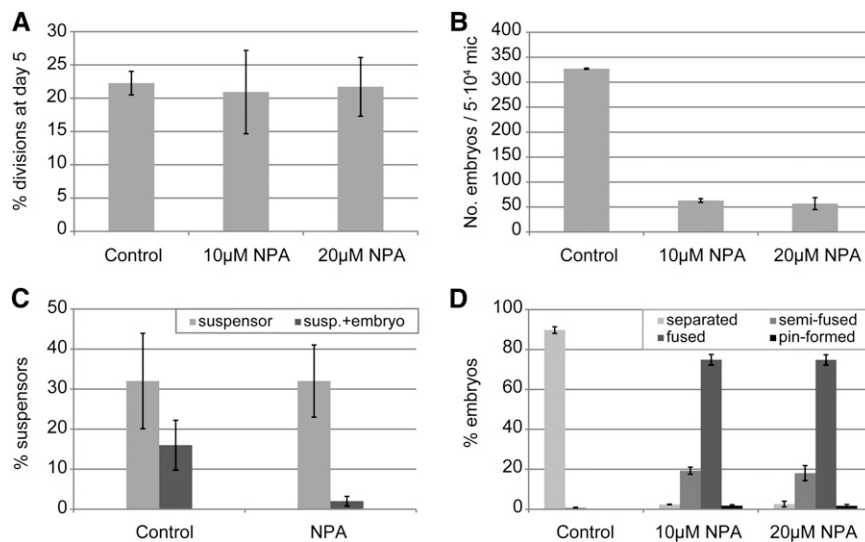 A
% divisions at day 5
30
25
20
15
10
5
0
Control 10µM NPA 20µM NPA
B
No. embryos / 5·10⁴ mic
400
350
300
250
200
150
100
50
0
Control 10µM NPA 20µM NPA
C
% suspensors
50
40
30
20
10
0
suspensor susp.+embryo
Control NPA
D
% embryos
100
80
60
40
20
0
separated semi-fused
fused pin-formed
Control 10µM NPA 20µM NPA